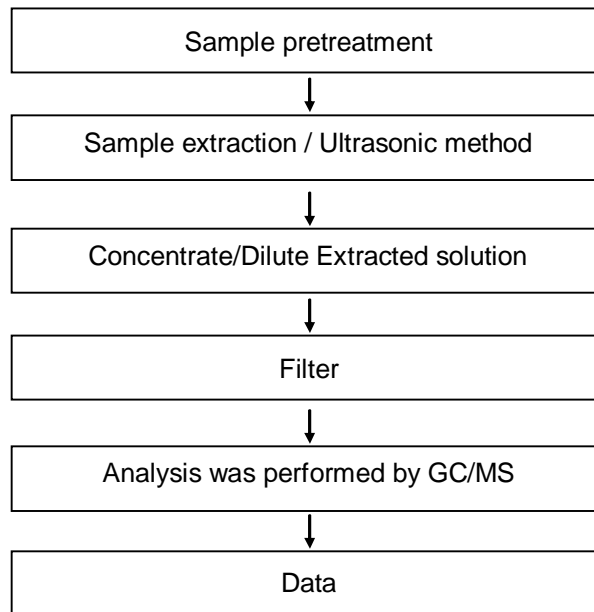 Sample pretreatment
Sample extraction / Ultrasonic method
Concentrate/Dilute Extracted solution
Filter
Analysis was performed by GC/MS
Data